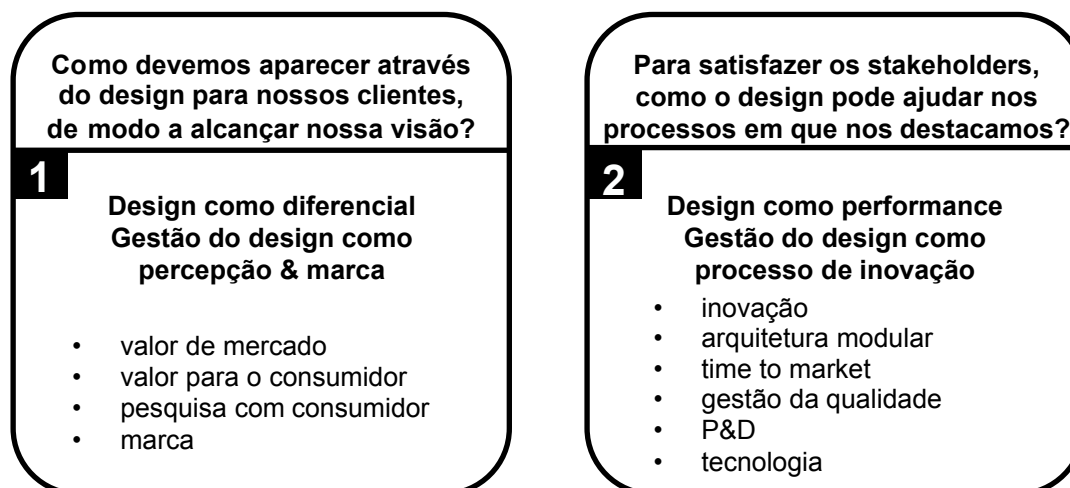 Como devemos aparecer através
do design para nossos clientes,
de modo a alcançar nossa visão?
1
Design como diferencial
Gestão do design como
percepção & marca
• valor de mercado
• valor para o consumidor
• pesquisa com consumidor
• marca
Para satisfazer os stakeholders,
como o design pode ajudar nos
processos em que nos destacamos?
2
Design como performance
Gestão do design como
processo de inovação
• inovação
• arquitetura modular
• time to market
• gestão da qualidade
• P&D
• tecnologia